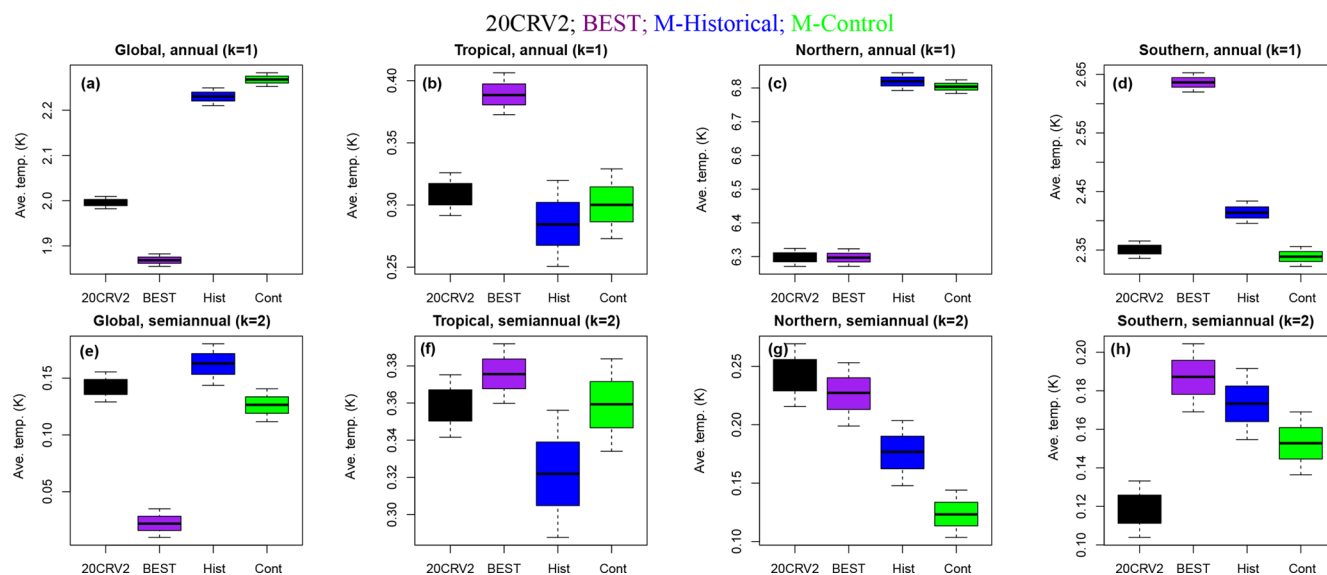 20CRV2; BEST; M-Historical; M-Control
Global, annual (k=1)
(a)
Ave. temp. (K)
2.2
2.1
2.0
1.9
20CRV2 BEST Hist Cont
Tropical, annual (k=1)
(b)
Ave. temp. (K)
0.40
0.35
0.30
0.25
20CRV2 BEST Hist Cont
Northern, annual (k=1)
(c)
Ave. temp. (K)
6.8
6.7
6.6
6.5
6.4
6.3
20CRV2 BEST Hist Cont
Southern, annual (k=1)
(d)
Ave. temp. (K)
2.65
2.55
2.45
2.35
20CRV2 BEST Hist Cont
Global, semiannual (k=2)
(e)
Ave. temp. (K)
0.15
0.10
0.05
20CRV2 BEST Hist Cont
Tropical, semiannual (k=2)
(f)
Ave. temp. (K)
0.38
0.36
0.34
0.32
0.30
20CRV2 BEST Hist Cont
Northern, semiannual (k=2)
(g)
Ave. temp. (K)
0.25
0.20
0.15
0.10
20CRV2 BEST Hist Cont
Southern, semiannual (k=2)
(h)
Ave. temp. (K)
0.20
0.18
0.16
0.14
0.12
0.10
20CRV2 BEST Hist Cont